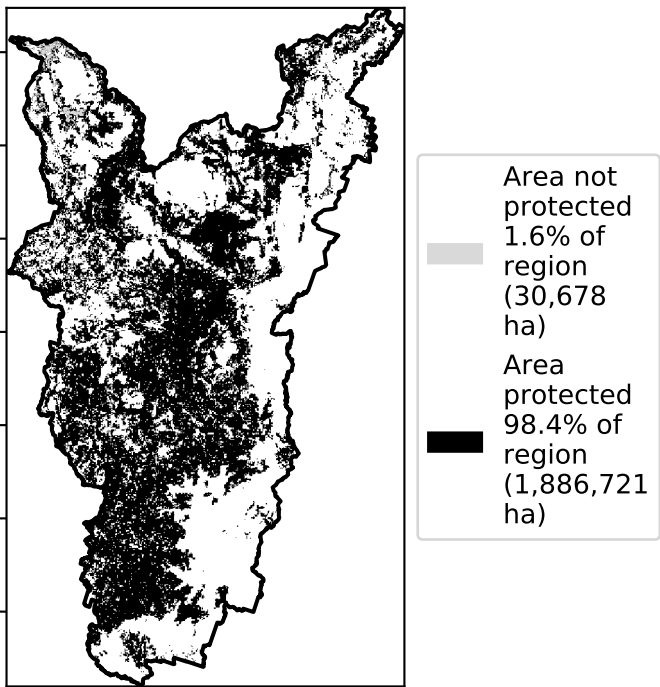 Area not
protected
1.6% of
region
(30,678
ha)
Area
protected
98.4% of
region
(1,886,721
ha)